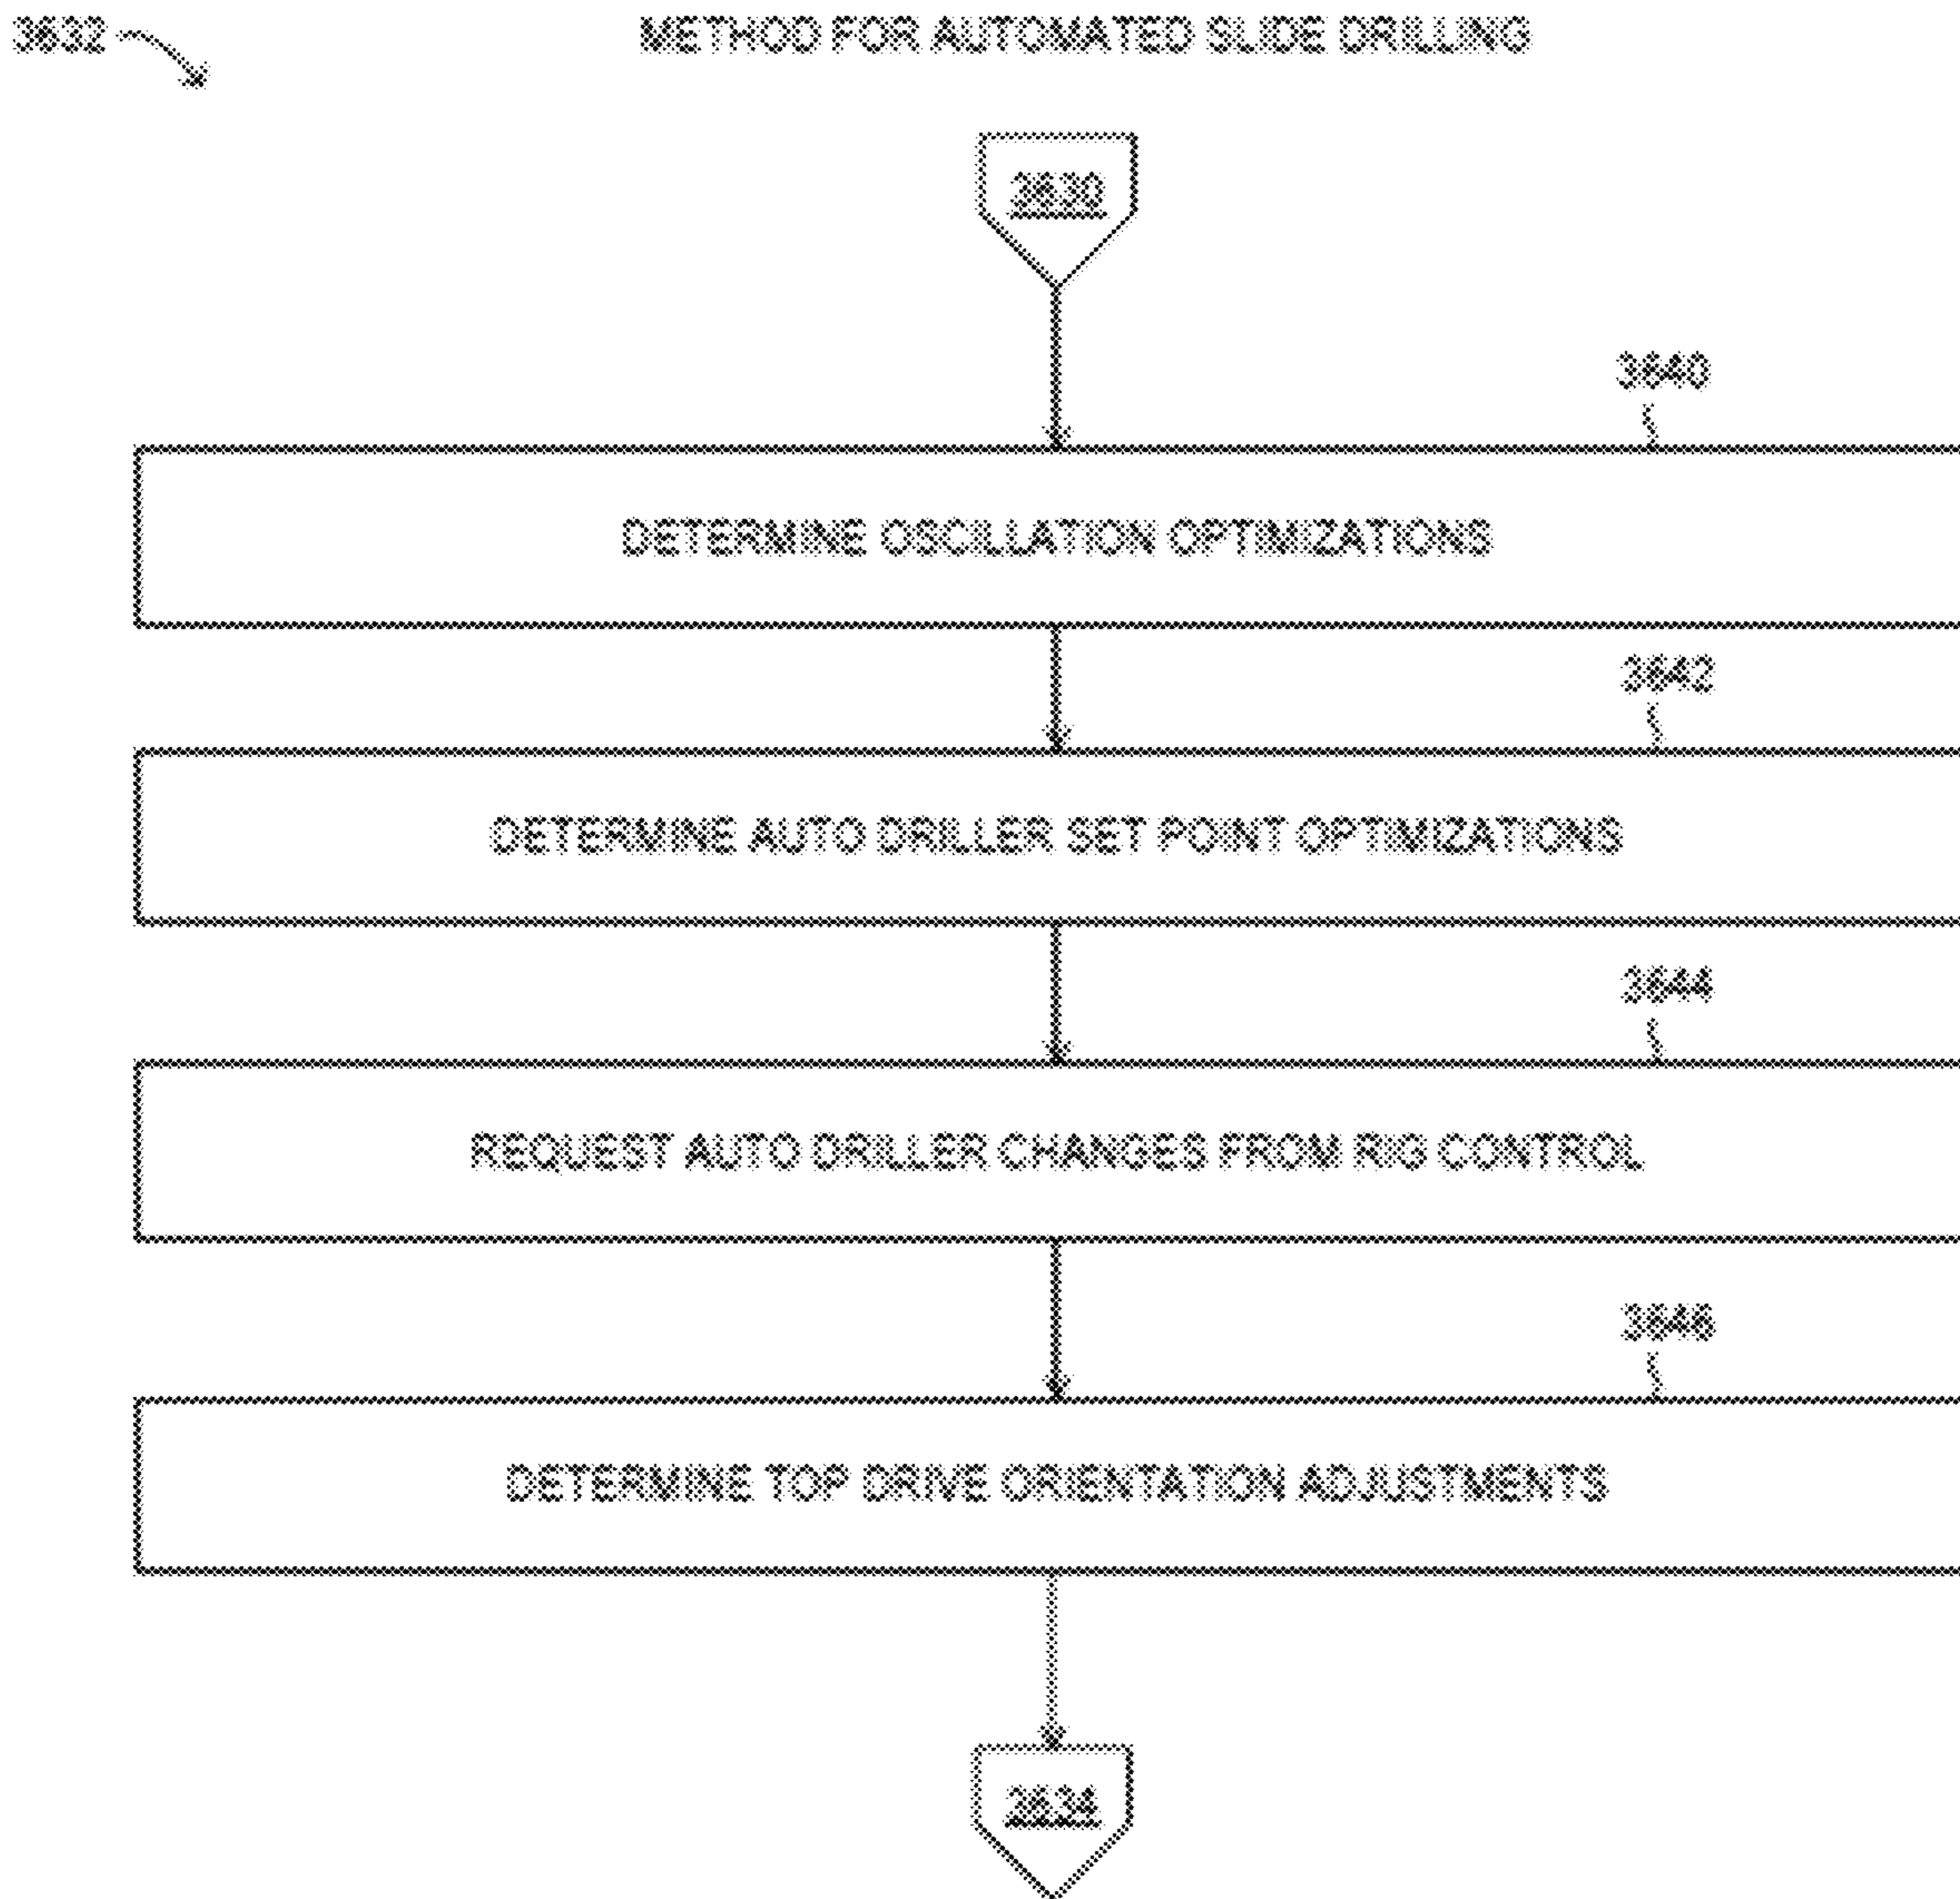 3632
METHOD FOR AUTOMATED SLIDE DRILLING
3630
3640
DETERMINE OSCILLATION OPTIMIZATIONS
3642
DETERMINE AUTO DRILLER SET POINT OPTIMIZATIONS
3644
REQUEST AUTO DRILLER CHANGES FROM RIG CONTROL
3646
DETERMINE TOP DRIVE ORIENTATION ADJUSTMENTS
3634